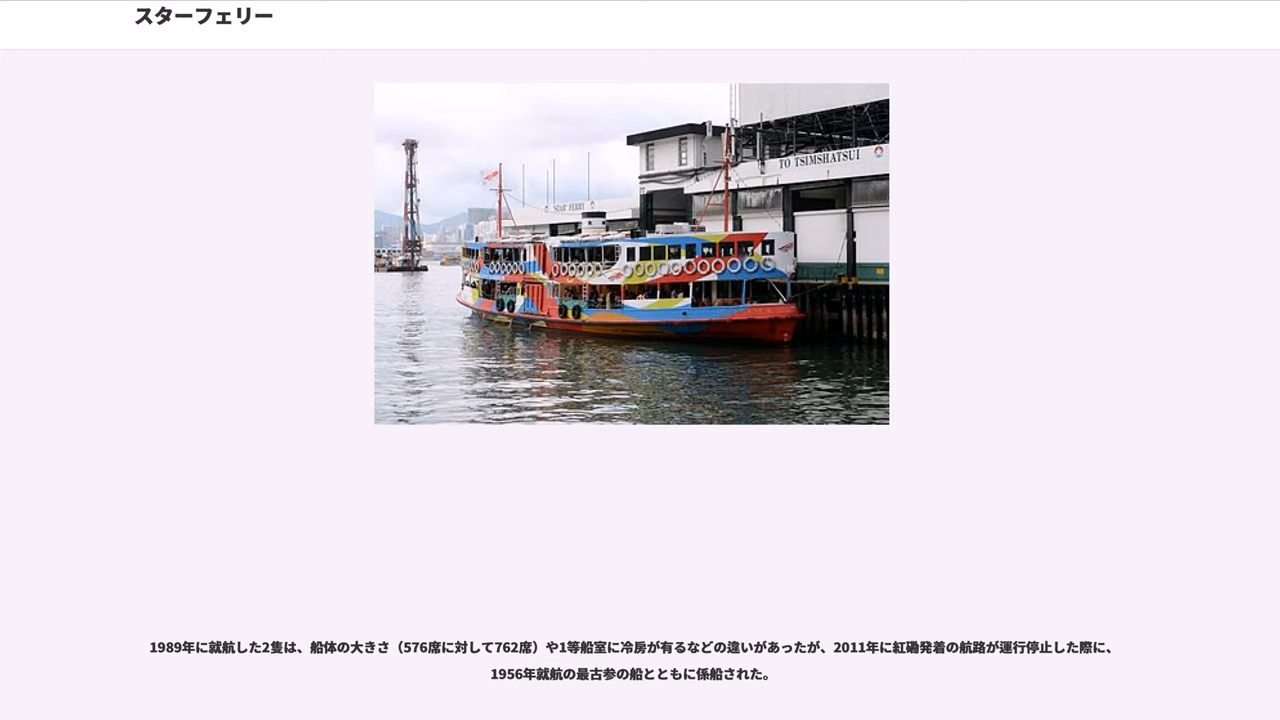 スターフェリー
TO TSIMSHATSUI
"STAR" FERRY
1989年に就航した2隻は、船体の大きさ（576席に対して762席）や1等船室に冷房が有るなどの違いがあったが、2011年に紅磡発着の航路が運行停止した際に、
1956年就航の最古参の船とともに係船された。